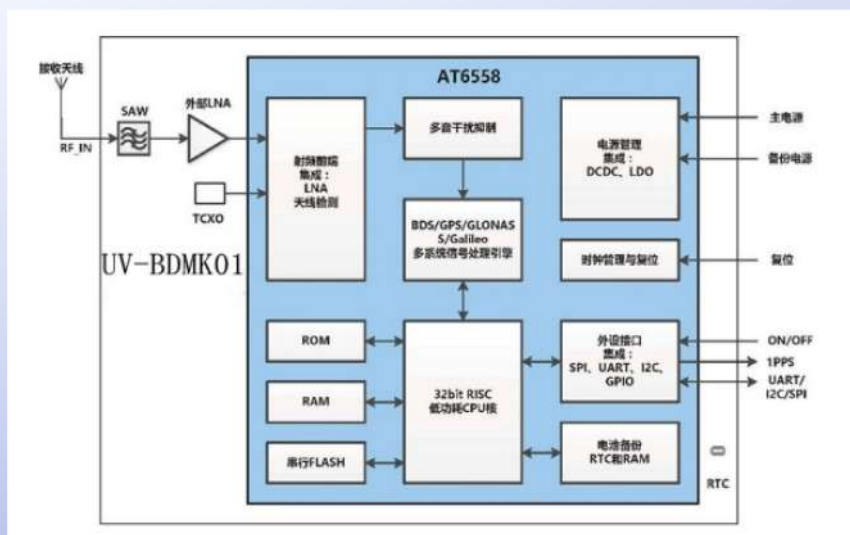 AT6558
接收天线
RF_IN
SAW
外部LNA
TCXO
UV-BDMK01
射频前端
集成：
LNA
天线检测
多音干扰抑制
BDS/GPS/GLONAS
S/Galileo
多系统信号处理引擎
电源管理
集成：
DCDC、LDO
主电源
备份电源
时钟管理与复位
复位
ROM
RAM
串行FLASH
32bit RISC
低功耗CPU核
外设接口
集成：
SPI、UART、I2C、
GPIO
ON/OFF
1PPS
UART/
I2C/SPI
电池备份
RTC和RAM
RTC